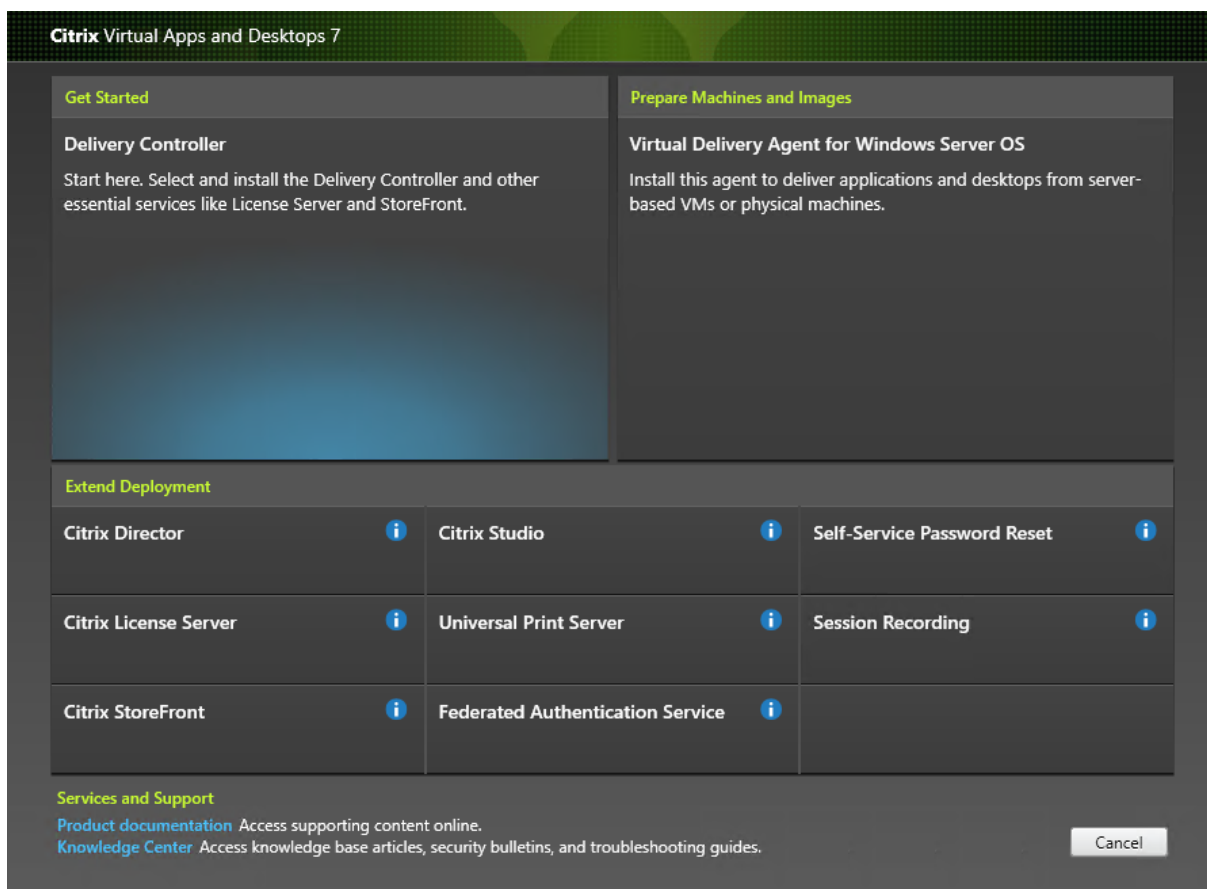 Citrix Virtual Apps and Desktops 7
Get Started
Delivery Controller
Start here. Select and install the Delivery Controller and other
essential services like License Server and StoreFront.
Prepare Machines and Images
Virtual Delivery Agent for Windows Server OS
Install this agent to deliver applications and desktops from server-
based VMs or physical machines.
Extend Deployment
Citrix Director
Citrix Studio
Self-Service Password Reset
Citrix License Server
Universal Print Server
Session Recording
Citrix StoreFront
Federated Authentication Service
Services and Support
Product documentation Access supporting content online.
Knowledge Center Access knowledge base articles, security bulletins, and troubleshooting guides.
Cancel